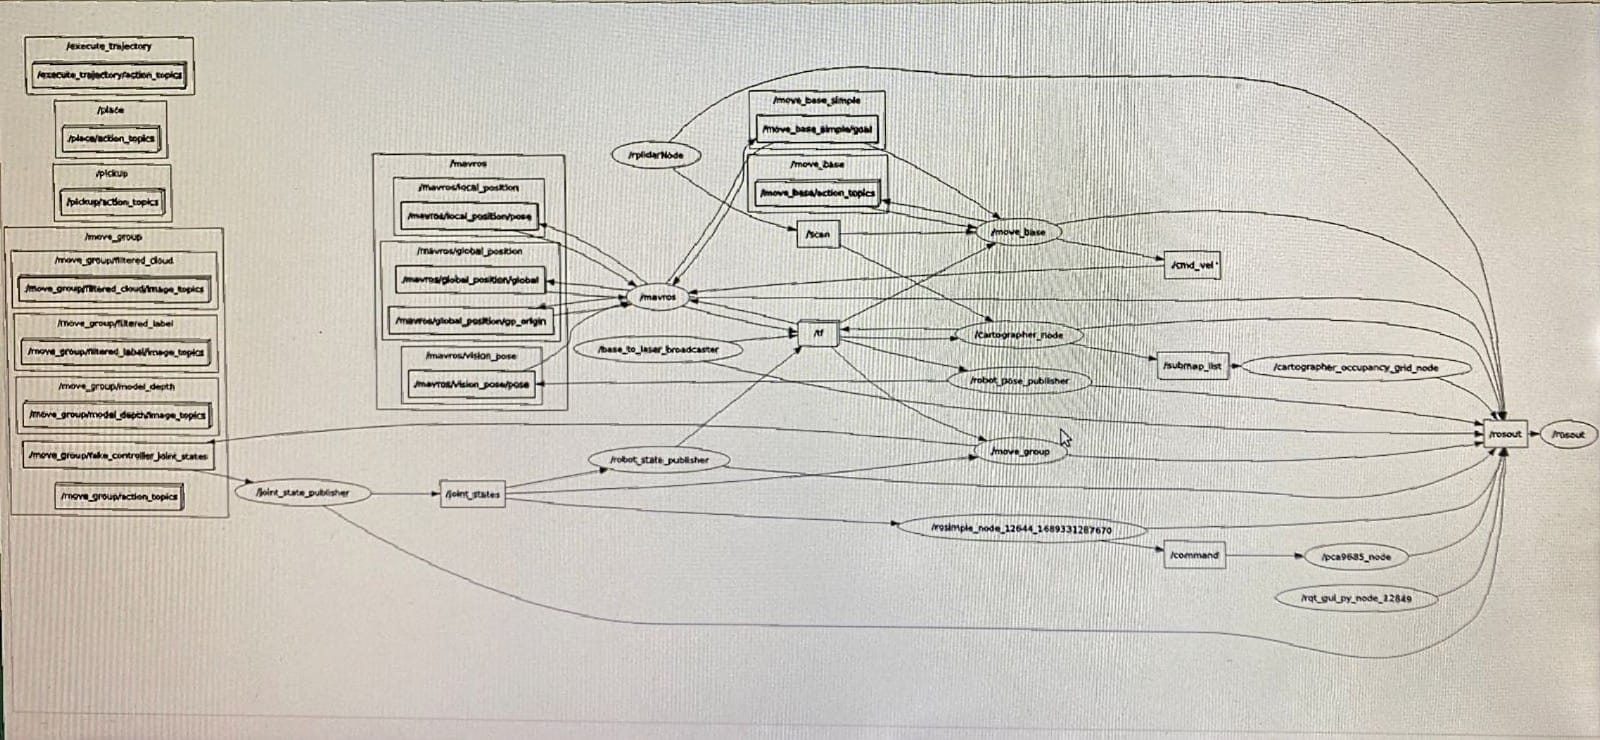 /execute_trajectory
/execute_trajectory/action_topics
/place
/place/action_topics
/pickup
/pickup/action_topics
/move_group
/move_group/filtered_cloud
/move_group/filtered_cloud/image_topics
/move_group/filtered_label
/move_group/filtered_label/image_topics
/move_group/model_depth
/move_group/model_depth/image_topics
/move_group/fake_controller_joint_states
/move_group/action_topics
/mavros
/mavros/local_position
/mavros/local_position/pose
/mavros/global_position
/mavros/global_position/global
/mavros/global_position/gp_origin
/mavros/vision_pose
/mavros/vision_pose/pose
/joint_state_publisher
/joint_states
/rplidarNode
/mavros
/base_to_laser_broadcaster
/robot_state_publisher
/move_base_simple
/move_base_simple/goal
/move_base
/move_base/action_topics
/scan
/tf
/move_base
/cartographer_node
/robot_pose_publisher
/move_group
/rosimple_node_12644_1689331287670
/cmd_vel
/submap_list
/command
/cartographer_occupancy_grid_node
/pca9685_node
/rqt_gui_py_node_12849
/rosout
/rosout